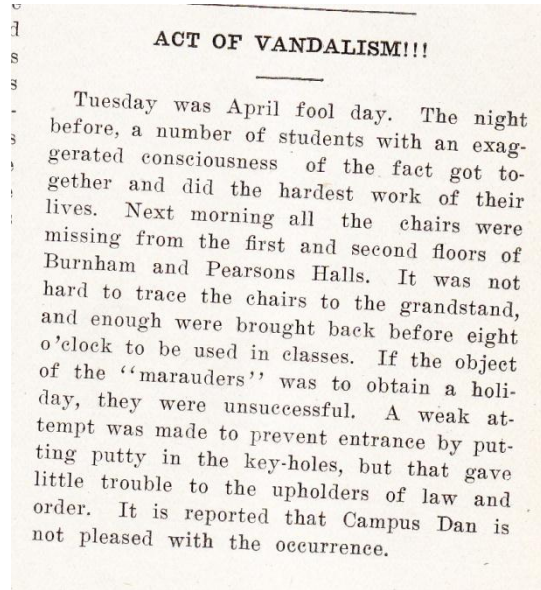 ACT OF VANDALISM!!!
Tuesday was April fool day. The night
before, a number of students with an exag-
gerated consciousness of the fact got to-
gether and did the hardest work of their
lives. Next morning all the chairs were
missing from the first and second floors of
Burnham and Pearsons Halls. It was not
hard to trace the chairs to the grandstand,
and enough were brought back before eight
o'clock to be used in classes. If the object
of the ‘‘marauders’’ was to obtain a holi-
day, they were unsuccessful. A weak at-
tempt was made to prevent entrance by put-
ting putty in the key-holes, but that gave
little trouble to the upholders of law and
order. It is reported that Campus Dan is
not pleased with the occurrence.